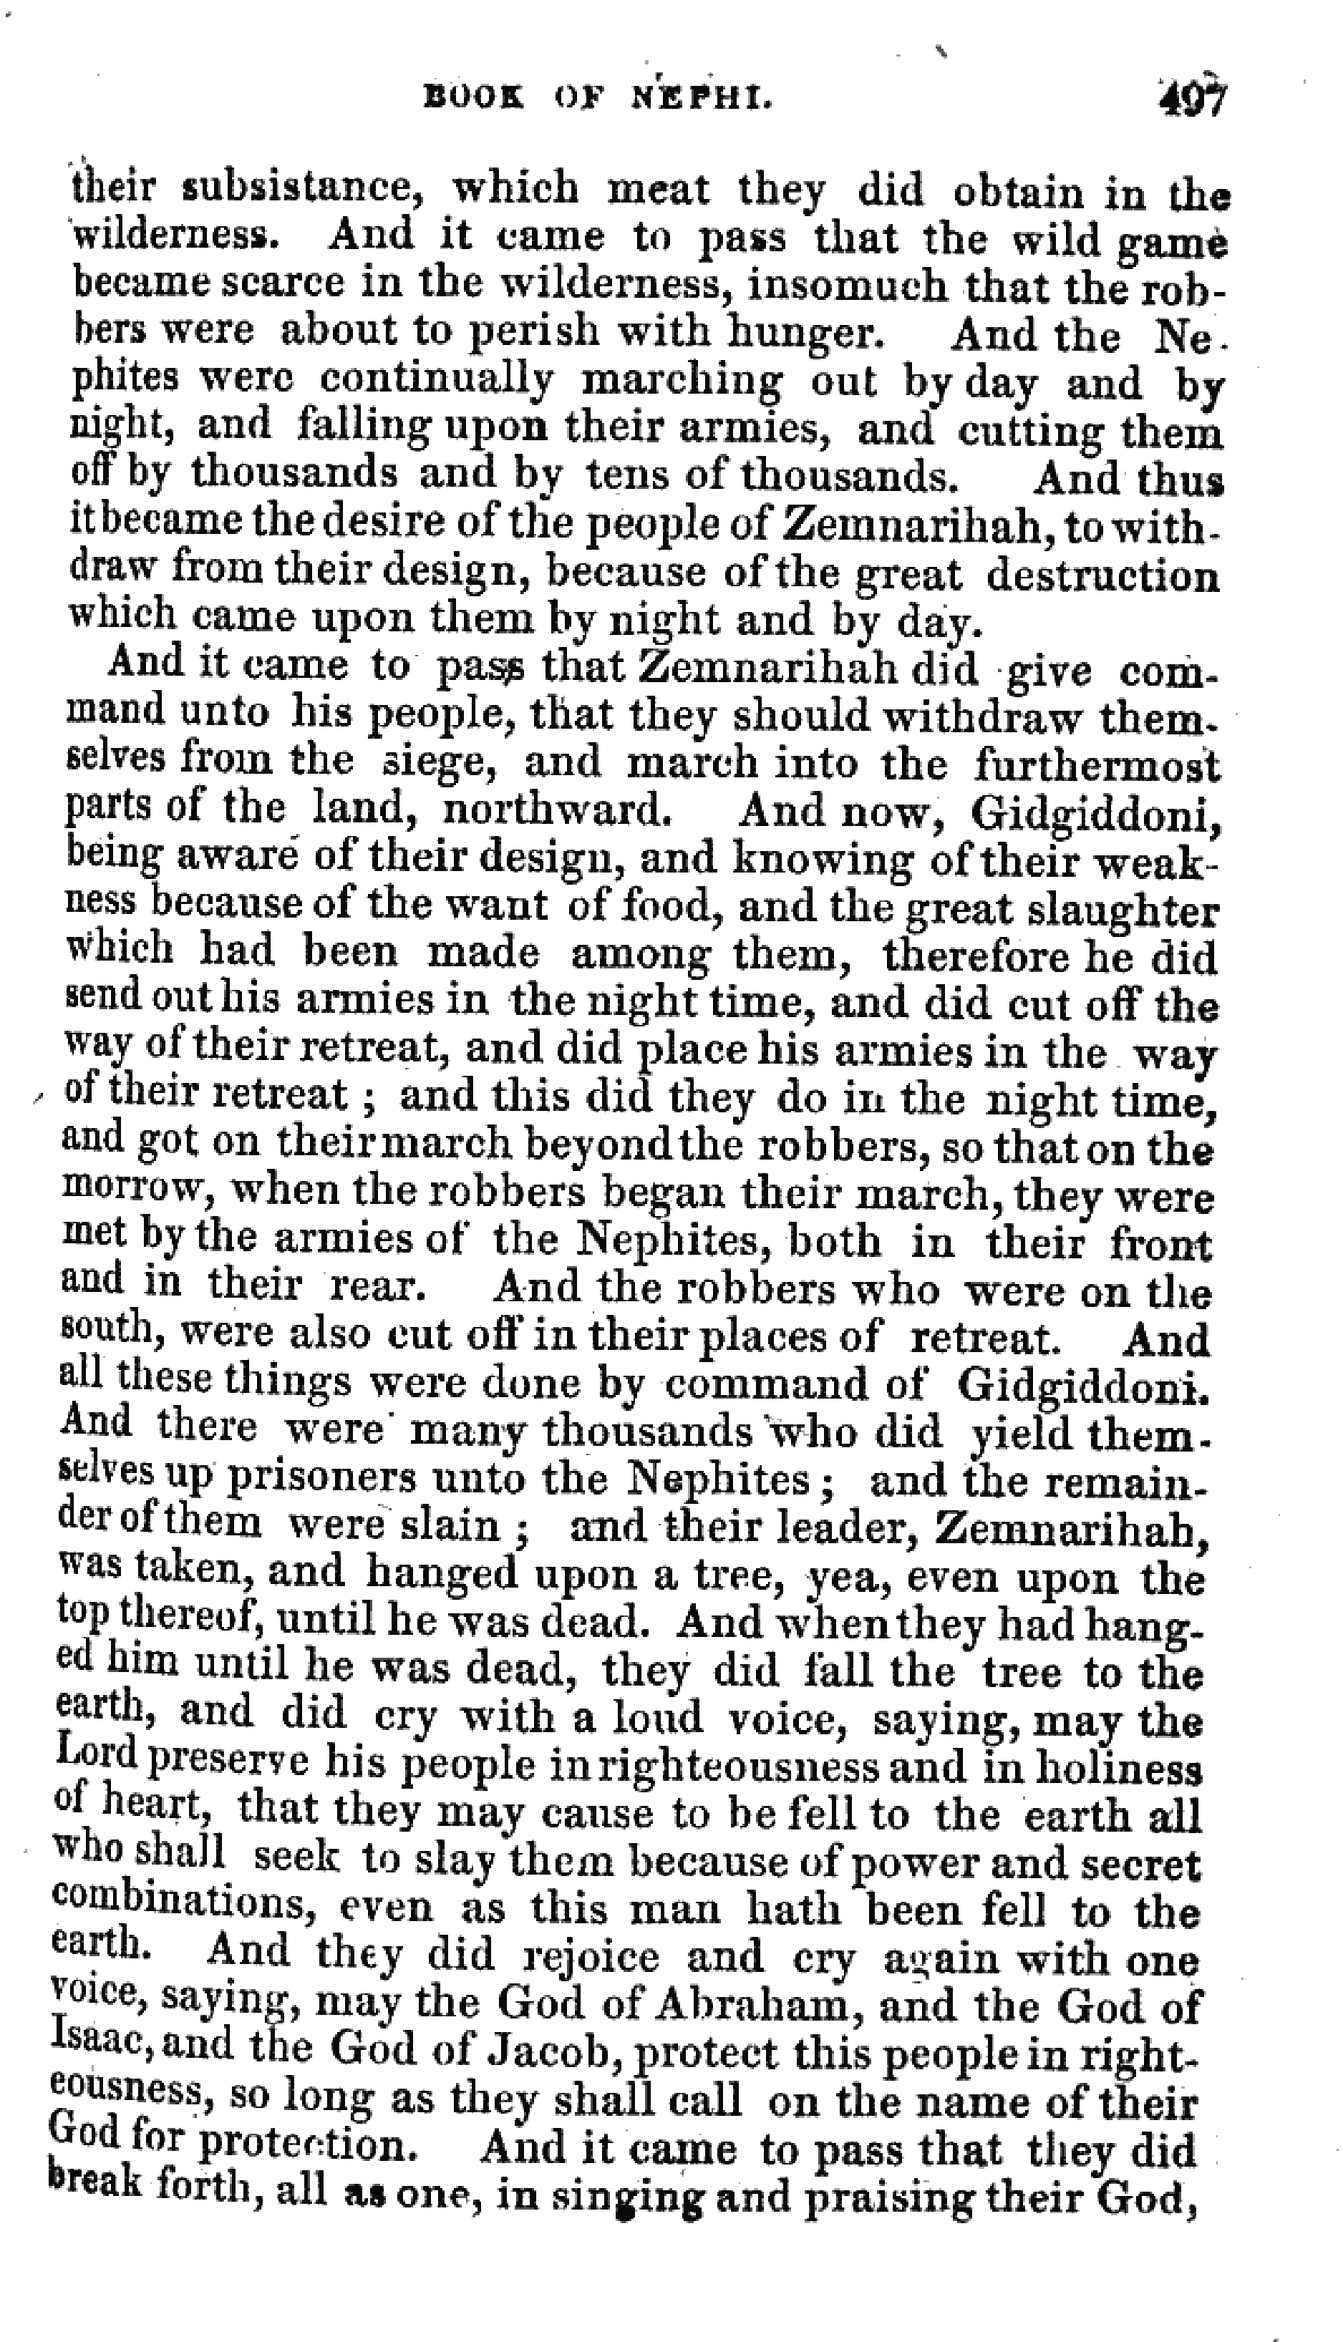 BOOK OF NEPHI. 497
their subsistance, which meat they did obtain in the
wilderness. And it came to pass that the wild game
became scarce in the wilderness, insomuch that the rob-
bers were about to perish with hunger. And the Ne-
phites were continually marching out by day and by
night, and falling upon their armies, and cutting them
off by thousands and by tens of thousands. And thus
it became the desire of the people of Zemnarihah, to with-
draw from their design, because of the great destruction
which came upon them by night and by day.
And it came to pass that Zemnarihah did give com-
mand unto his people, that they should withdraw them-
selves from the siege, and march into the furthermost
parts of the land, northward. And now, Gidgiddoni,
being aware of their design, and knowing of their weak-
ness because of the want of food, and the great slaughter
which had been made among them, therefore he did
send out his armies in the night time, and did cut off the
way of their retreat, and did place his armies in the way
of their retreat ; and this did they do in the night time,
and got on their march beyond the robbers, so that on the
morrow, when the robbers began their march, they were
met by the armies of the Nephites, both in their front
and in their rear. And the robbers who were on the
south, were also cut off in their places of retreat. And
all these things were done by command of Gidgiddoni.
And there were many thousands who did yield them-
selves up prisoners unto the Nephites ; and the remain-
der of them were slain ; and their leader, Zemnarihah,
was taken, and hanged upon a tree, yea, even upon the
top thereof, until he was dead. And when they had hang-
ed him until he was dead, they did fall the tree to the
earth, and did cry with a loud voice, saying, may the
Lord preserve his people in righteousness and in holiness
of heart, that they may cause to be fell to the earth all
who shall seek to slay them because of power and secret
combinations, even as this man hath been fell to the
earth. And they did rejoice and cry again with one
voice, saying, may the God of Abraham, and the God of
Isaac, and the God of Jacob, protect this people in right-
eousness, so long as they shall call on the name of their
God for protection. And it came to pass that they did
break forth, all as one, in singing and praising their God,